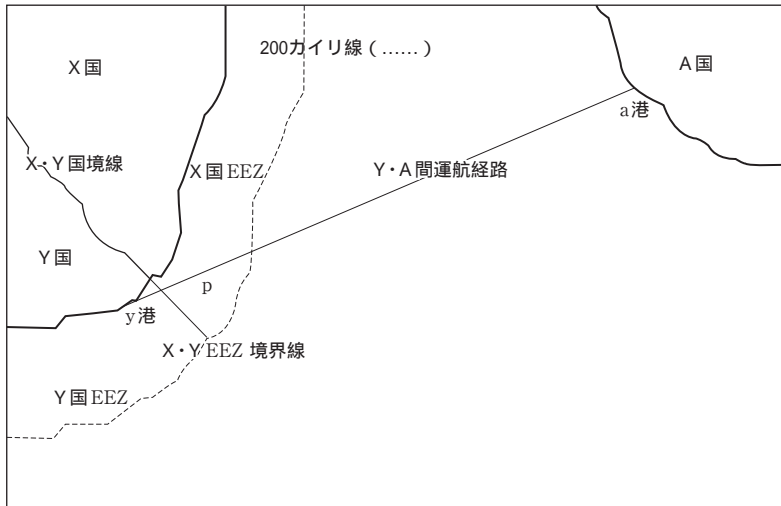 200カイリ線（……）
X国
A国
a港
X・Y国境線
X国EEZ
Y・A間運航経路
Y国
p
y港
X・Y EEZ 境界線
Y国EEZ